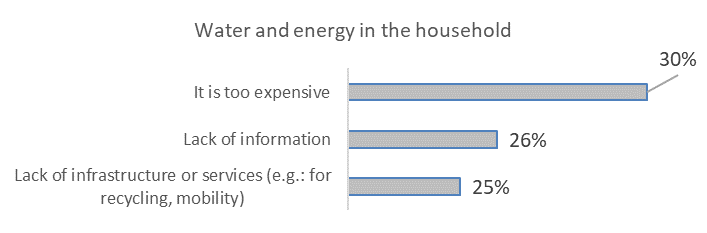 Water and energy in the household
30%
It is too expensive
Lack of information
26%
Lack of infrastructure or services (e.g.: for
recycling, mobility)
25%